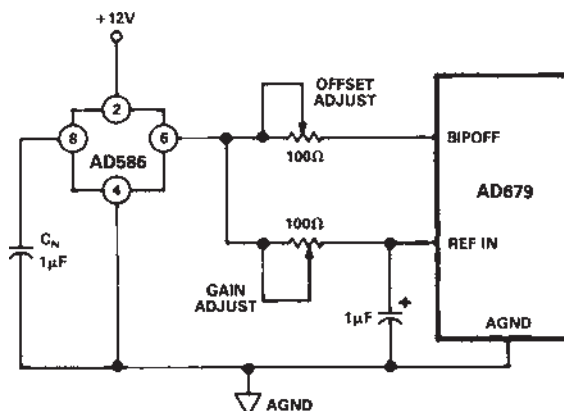 +12V
OFFSET
ADJUST
2
8
6
BIPOFF
AD586
100Ω
4
AD679
100Ω
REF IN
CN
1µF
GAIN
ADJUST
1µF
+
AGND
AGND